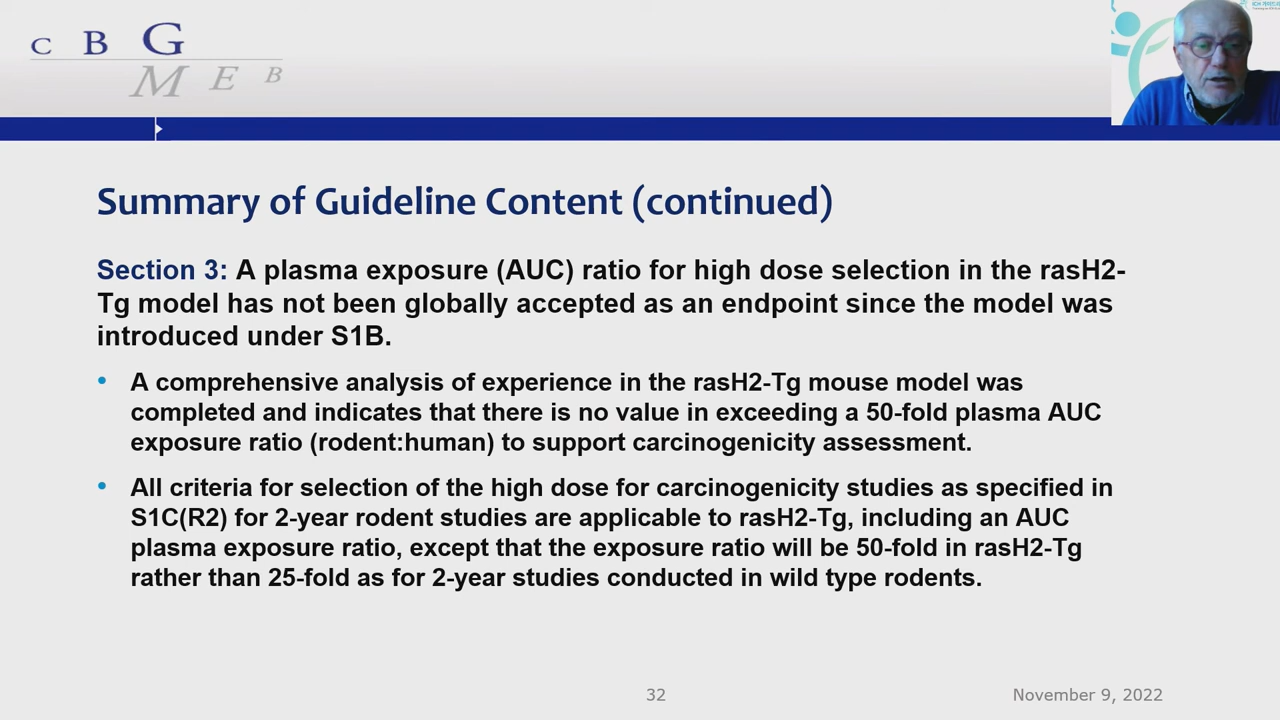 C B G
M E B
Summary of Guideline Content (continued)
Section 3: A plasma exposure (AUC) ratio for high dose selection in the rasH2-
Tg model has not been globally accepted as an endpoint since the model was
introduced under S1B.
• A comprehensive analysis of experience in the rasH2-Tg mouse model was
completed and indicates that there is no value in exceeding a 50-fold plasma AUC
exposure ratio (rodent:human) to support carcinogenicity assessment.
• All criteria for selection of the high dose for carcinogenicity studies as specified in
S1C(R2) for 2-year rodent studies are applicable to rasH2-Tg, including an AUC
plasma exposure ratio, except that the exposure ratio will be 50-fold in rasH2-Tg
rather than 25-fold as for 2-year studies conducted in wild type rodents.
32
November 9, 2022